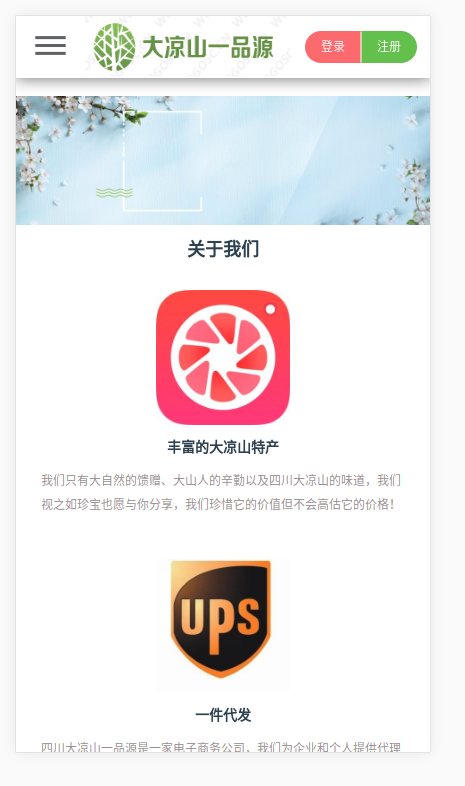 大凉山一品源
登录
注册
关于我们
丰富的大凉山特产
我们只有大自然的馈赠、大山人的辛勤以及四川大凉山的味道，我们
视之如珍宝也愿与你分享，我们珍惜它的价值但不会高估它的价格！
UPS
一件代发
四川大凉山一品源是一家电子商务公司，我们为企业和个人提供代理